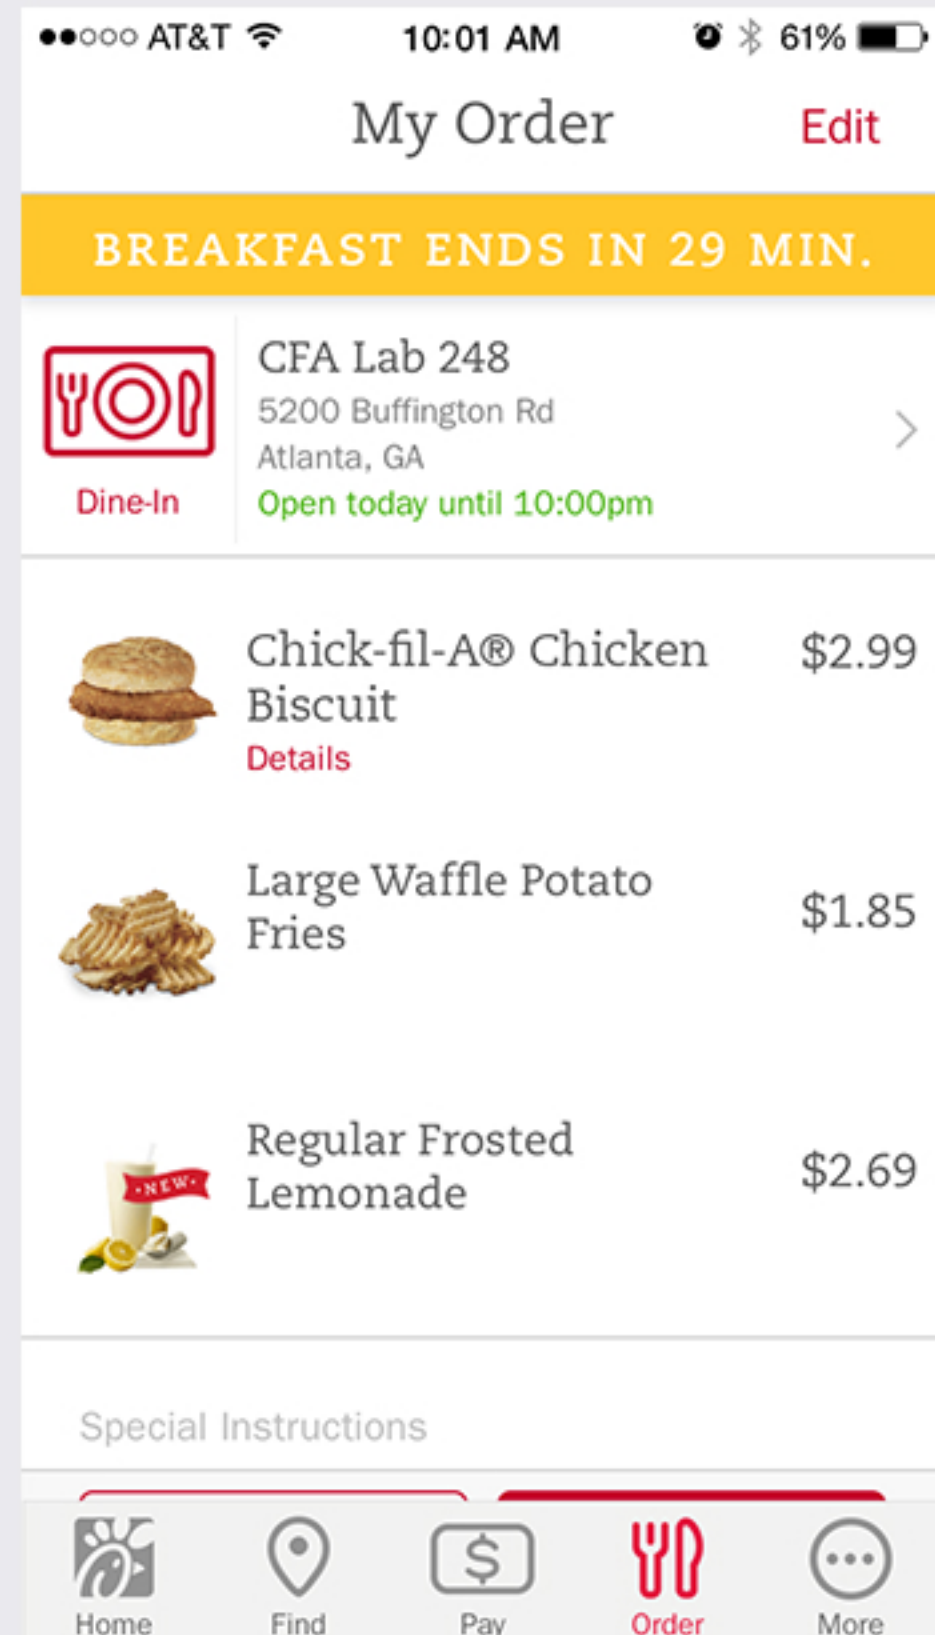 AT&T 10:01 AM 61%
My Order Edit
BREAKFAST ENDS IN 29 MIN.
CFA Lab 248
5200 Buffington Rd
Atlanta, GA
Dine-In
Open today until 10:00pm
Chick-fil-A® Chicken $2.99
Biscuit
Details
Large Waffle Potato
Fries
$1.85
Regular Frosted
Lemonade
$2.69
·NEW·
Special Instructions
Home Find Pay Order More